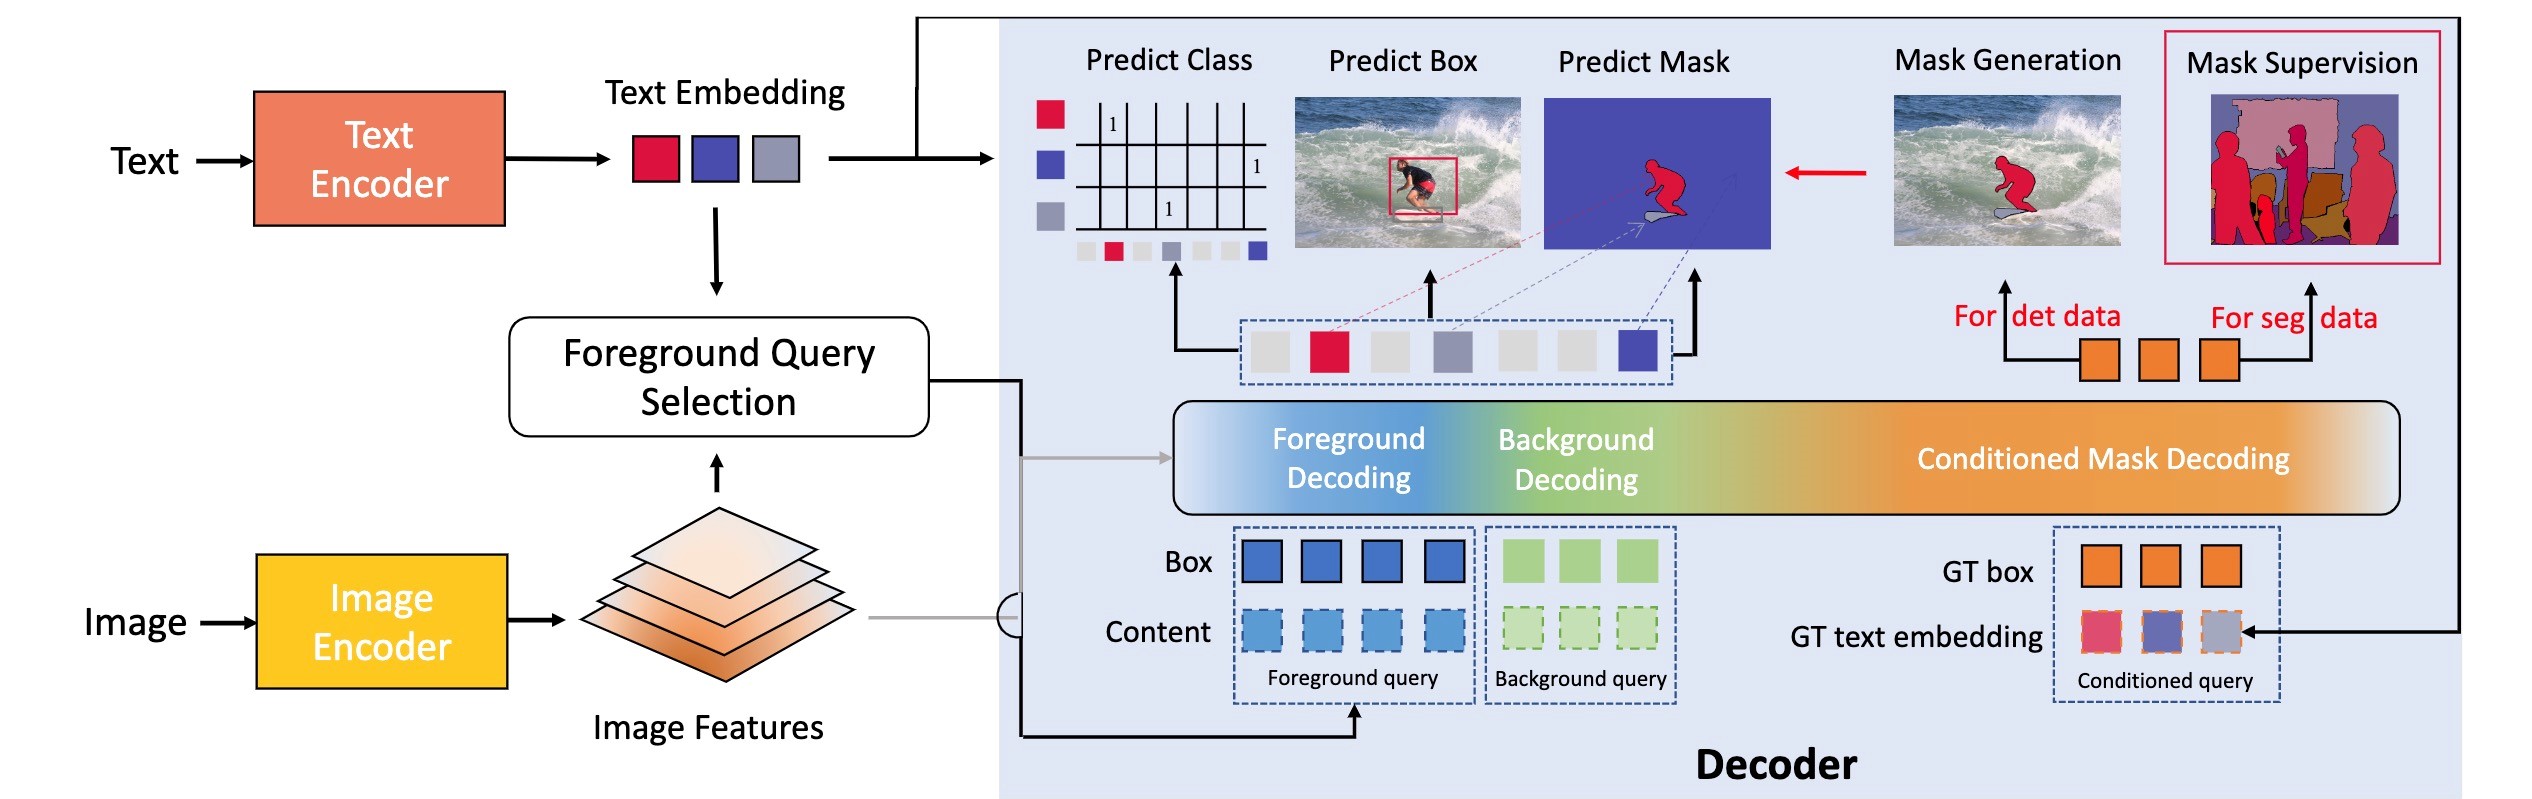 Text
Text
Encoder
Text Embedding
Foreground Query
Selection
Image
Image
Encoder
Image Features
Predict Class
1
1
1
Predict Box
Predict Mask
Mask Generation
Mask Supervision
For det data
For seg data
Foreground
Decoding
Background
Decoding
Conditioned Mask Decoding
Box
Content
Foreground query
Background query
GT box
GT text embedding
Conditioned query
Decoder